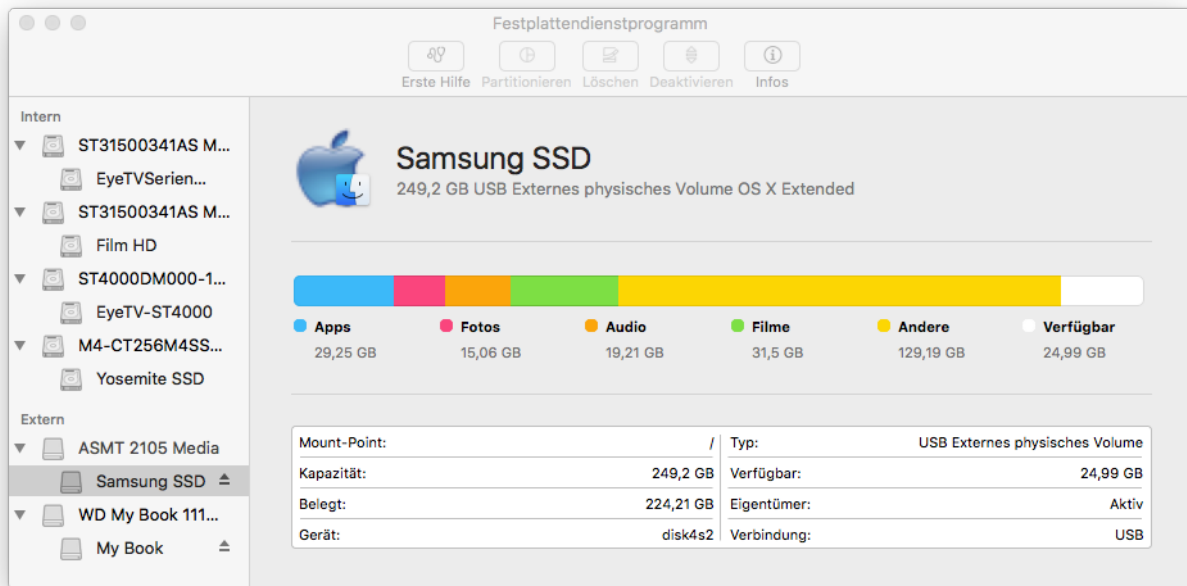 Festplattendienstprogramm
Erste Hilfe Partitionieren Löschen Deaktivieren Infos
Intern
ST31500341AS M...
EyeTVSerien...
ST31500341AS M...
Film HD
ST4000DM000-1...
EyeTV-ST4000
M4-CT256M4SS...
Yosemite SSD
Extern
ASMT 2105 Media
Samsung SSD
WD My Book 111...
My Book
Samsung SSD
249,2 GB USB Externes physisches Volume OS X Extended
Apps Fotos Audio Filme Andere Verfügbar
29,25 GB 15,06 GB 19,21 GB 31,5 GB 129,19 GB 24,99 GB
Mount-Point: / Typ: USB Externes physisches Volume
Kapazität: 249,2 GB Verfügbar: 24,99 GB
Belegt: 224,21 GB Eigentümer: Aktiv
Gerät: disk4s2 Verbindung: USB